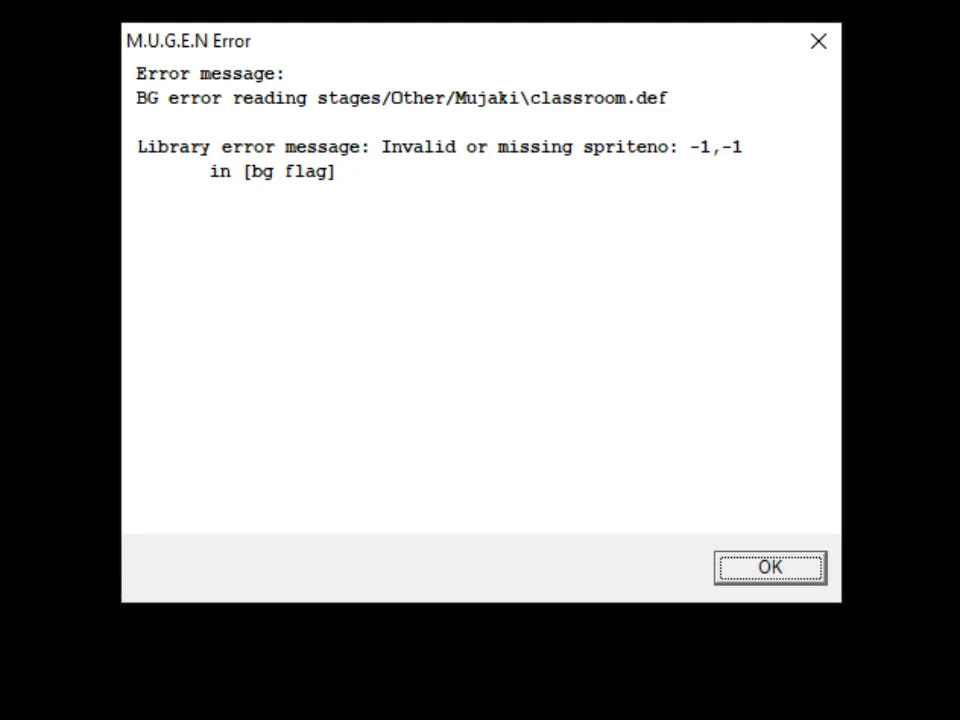 M.U.G.E.N Error
Error message:
BG error reading stages/Other/Mujaki\classroom.def
Library error message: Invalid or missing spriteno: -1,-1
in [bg flag]
OK